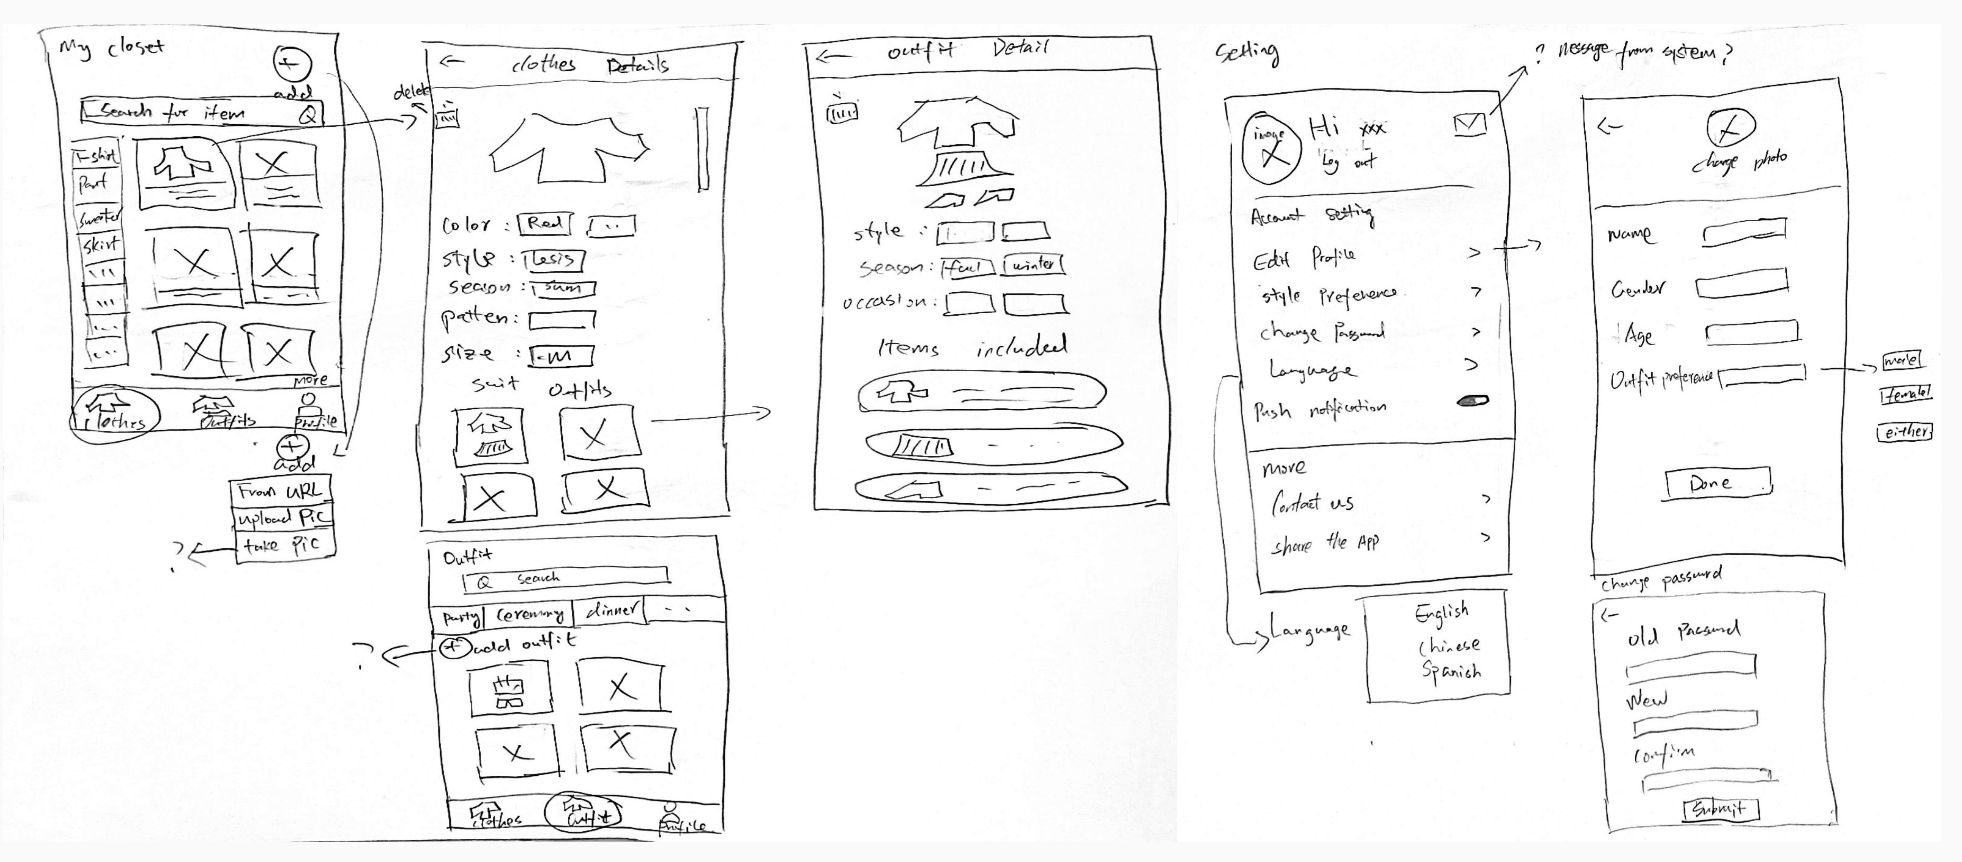 My closet
add
Search for item
T-shirt
Pant
Sweater
Skirt
more
Clothes
Outfits
Profile
add
From URL
upload Pic
take Pic
?
delete
clothes Details
color : Red
style :
season : sum
patten :
size : M
suit Outfits
Outfit
Search
Party
Ceremony
dinner
add outfit
?
Clothes
Outfit
Profile
outfit Detail
style :
season : faul winter
occasion :
Items included
Setting
? Message from system?
image
Hi xxx
Log out
Account Setting
Edit Profile
style Preference
change Password
Language
Push notification
more
Contact us
share the App
Language
English
Chinese
Spanish
change photo
Name
Gender
Age
Outfit preference
male
female
either
Done
change password
Old Password
New
Confirm
Submit